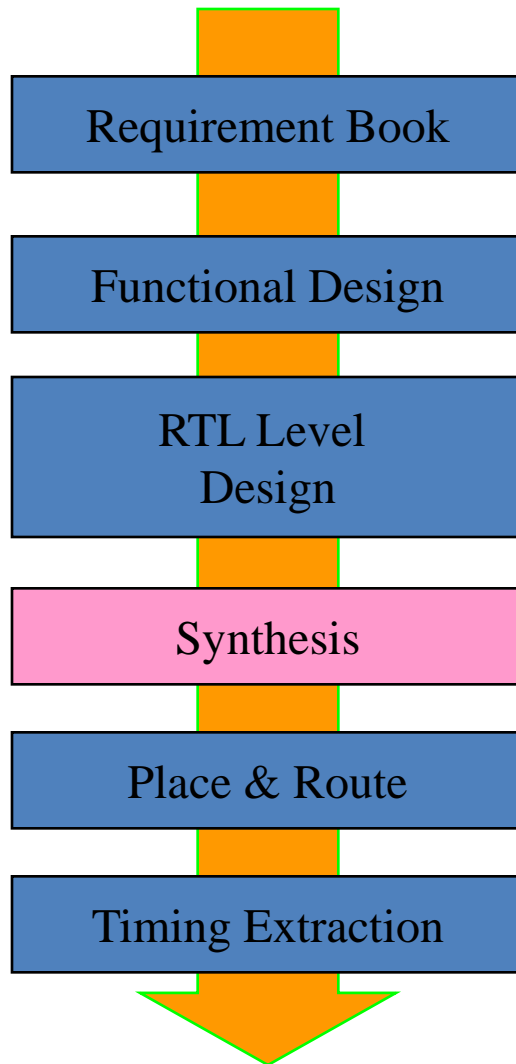 Requirement Book
Functional Design
RTL Level
Design
Synthesis
Place & Route
Timing Extraction